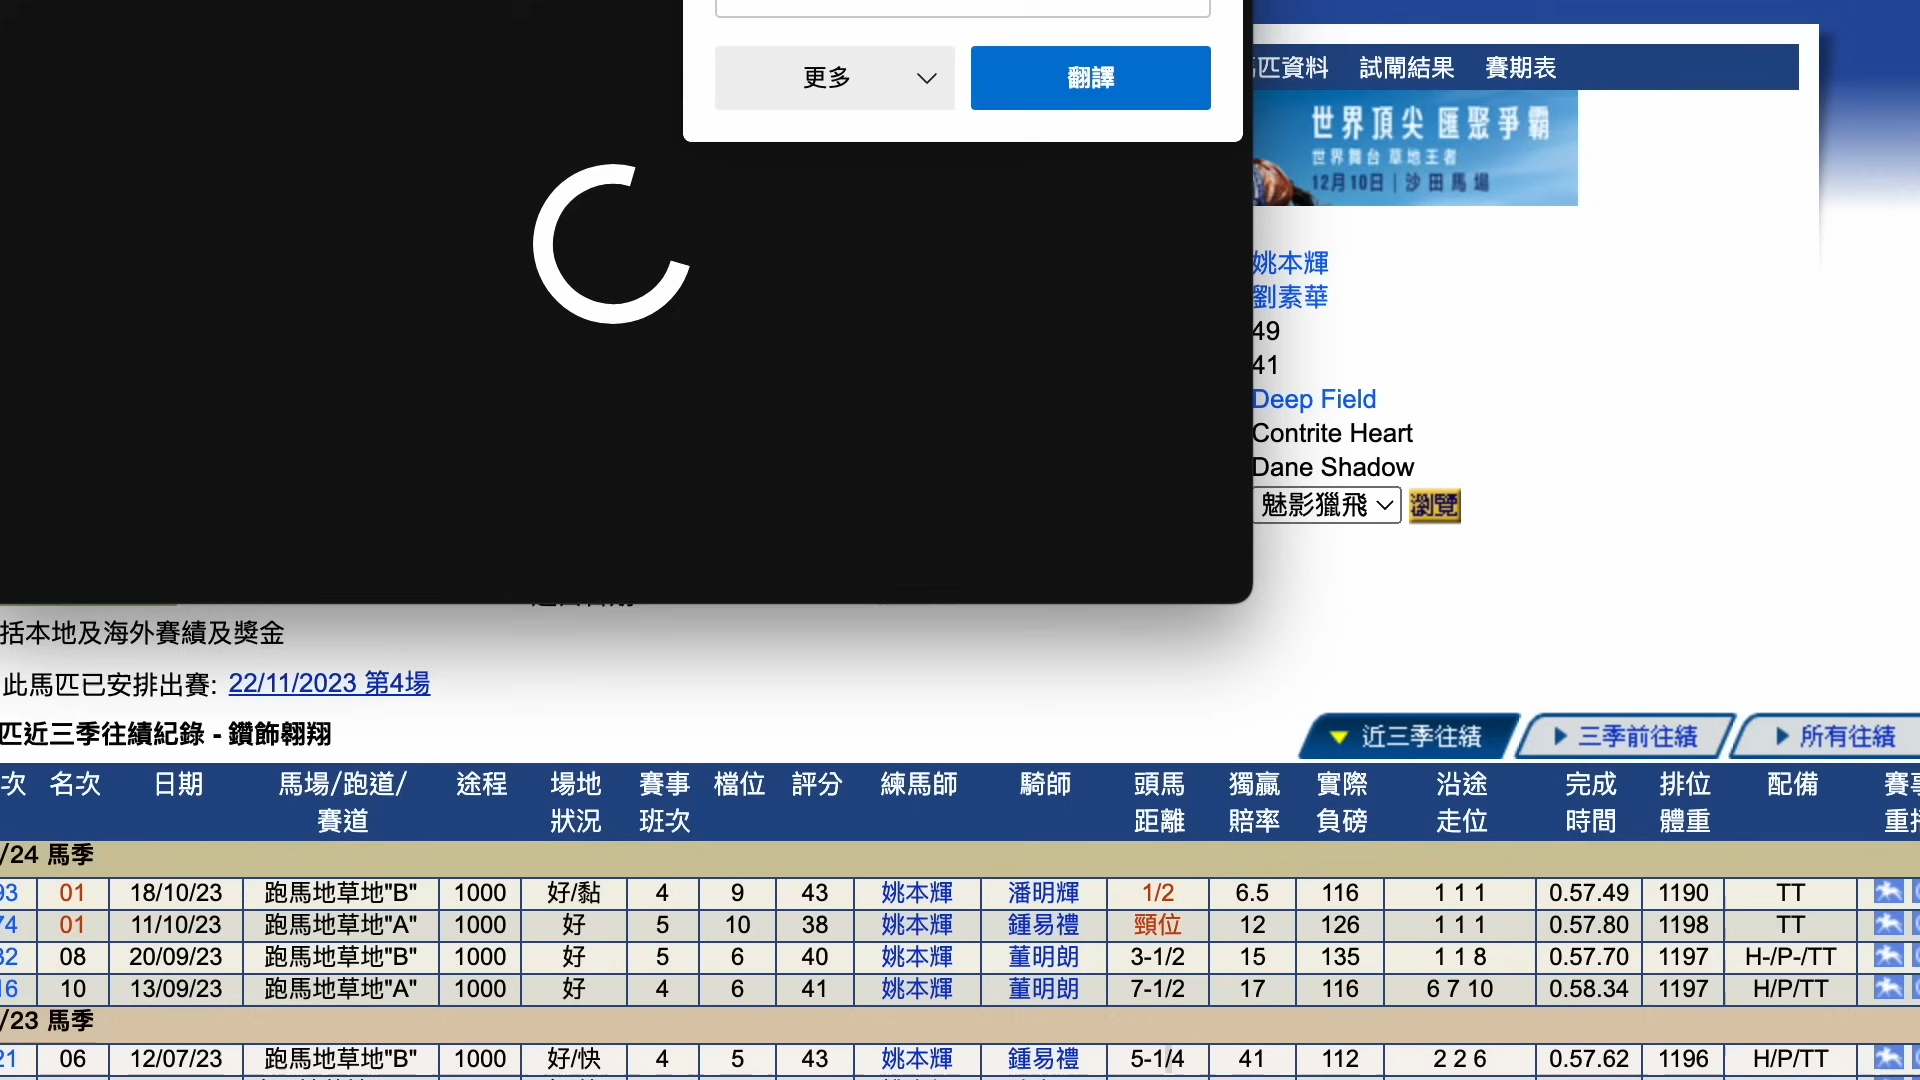 更多
翻譯
匹資料 試閘結果 賽期表
世界頂尖 匯聚爭霸
世界舞台 草地王者
12月10日 | 沙田馬場
姚本輝
劉素華
49
41
Deep Field
Contrite Heart
Dane Shadow
魅影獵飛 瀏覽
括本地及海外賽績及獎金
此馬匹已安排出賽: 22/11/2023 第4場
匹近三季往績紀錄 - 鑽飾翱翔
近三季往績 三季前往績 所有往績
次 名次 日期 馬場/跑道/賽道 途程 場地狀況 賽事班次 檔位 評分 練馬師 騎師 頭馬距離 獨贏賠率 實際負磅 沿途走位 完成時間 排位體重 配備
/24 馬季
93 01 18/10/23 跑馬地草地"B" 1000 好/黏 4 9 43 姚本輝 潘明輝 1/2 6.5 116 1 1 1 0.57.49 1190 TT
74 01 11/10/23 跑馬地草地"A" 1000 好 5 10 38 姚本輝 鍾易禮 頸位 12 126 1 1 1 0.57.80 1198 TT
32 08 20/09/23 跑馬地草地"B" 1000 好 5 6 40 姚本輝 董明朗 3-1/2 15 135 1 1 8 0.57.70 1197 H-/P-/TT
16 10 13/09/23 跑馬地草地"A" 1000 好 4 6 41 姚本輝 董明朗 7-1/2 17 116 6 7 10 0.58.34 1197 H/P/TT
/23 馬季
21 06 12/07/23 跑馬地草地"B" 1000 好/快 4 5 43 姚本輝 鍾易禮 5-1/4 41 112 2 2 6 0.57.62 1196 H/P/TT